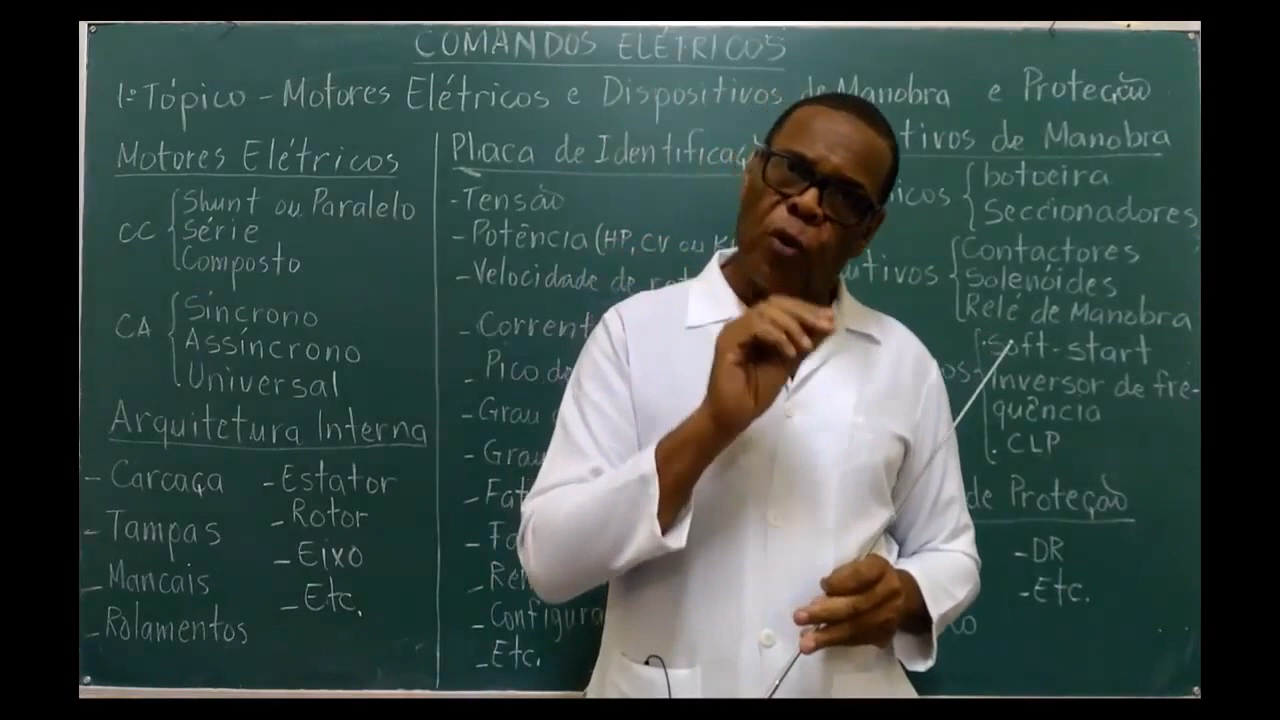 COMANDOS ELÉTRICOS
1º Tópico - Motores Elétricos e Dispositivos de Manobra e Proteção
Motores Elétricos
CC
Shunt ou Paralelo
Série
Composto
CA
Síncrono
Assíncrono
Universal
Arquitetura Interna
- Carcaça
- Tampas
- Mancais
- Rolamentos
- Estator
- Rotor
- Eixo
- Etc.
Placa de Identificaç
- Tensão
- Potência (HP, CV ou K
- Velocidade de
- Corrent
- Pico de
- Grau
- Grau
- Fat
-
- Configura
- Etc.
tivos de Manobra
botoeira
Seccionadores
Contactores
Solenóides
Relé de Manobra
. Soft-start
Inversor de fre-
quência
. CLP
de Proteção
- DR
- Etc.